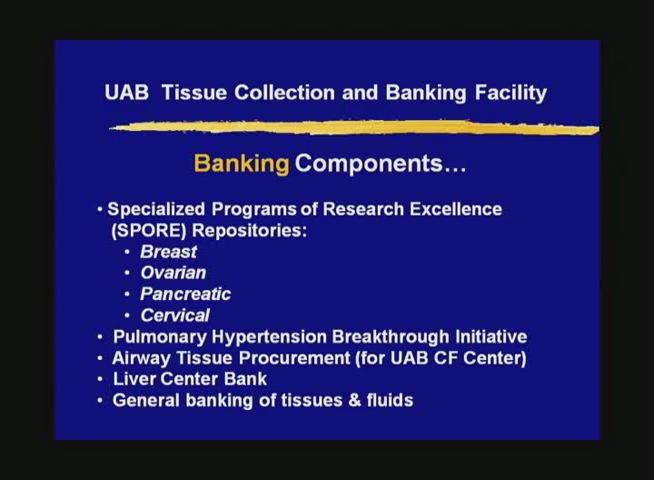 UAB Tissue Collection and Banking Facility
Banking Components...
• Specialized Programs of Research Excellence
(SPORE) Repositories:
• Breast
• Ovarian
• Pancreatic
• Cervical
• Pulmonary Hypertension Breakthrough Initiative
• Airway Tissue Procurement (for UAB CF Center)
• Liver Center Bank
• General banking of tissues & fluids